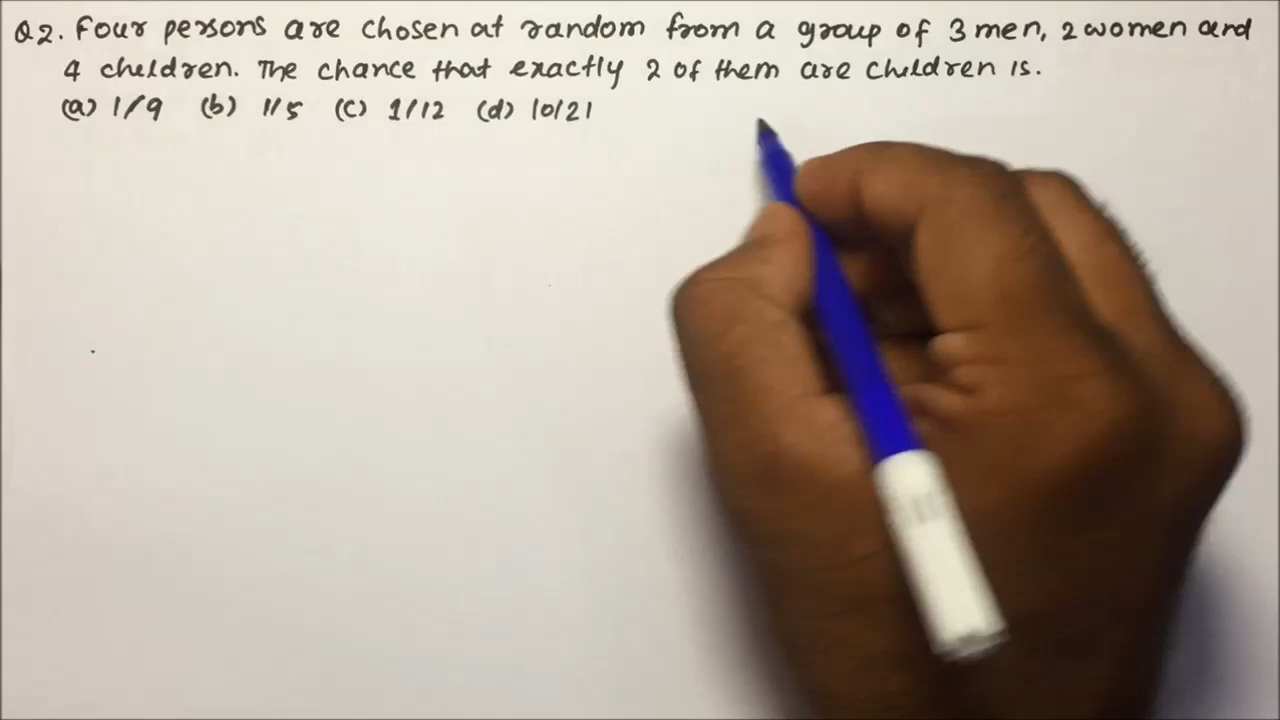 Q2. Four persons are chosen at random from a group of 3 men, 2 women and
4 children. The chance that exactly 2 of them are children is.
(a) 1/9 (b) 1/5 (c) 1/12 (d) 10/21